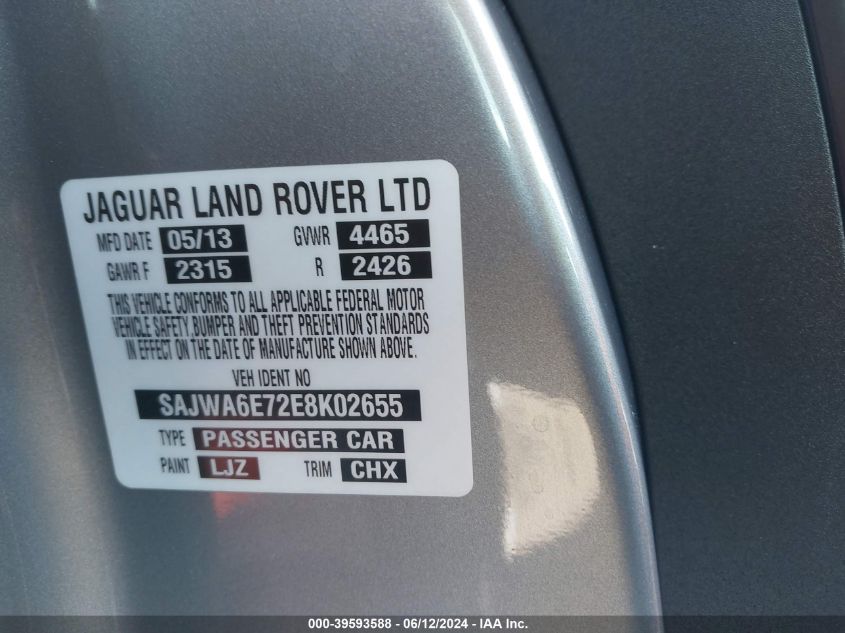 JAGUAR LAND ROVER LTD
MFD DATE 05/13 GVWR 4465
GAWR F 2315 R 2426
THIS VEHICLE CONFORMS TO ALL APPLICABLE FEDERAL MOTOR
VEHICLE SAFETY, BUMPER AND THEFT PREVENTION STANDARDS
IN EFFECT ON THE DATE OF MANUFACTURE SHOWN ABOVE.
VEH IDENT NO
SAJWA6E72E8K02655
TYPE PASSENGER CAR
PAINT LJZ TRIM CHX
000-39593588 - 06/12/2024 - IAA Inc.